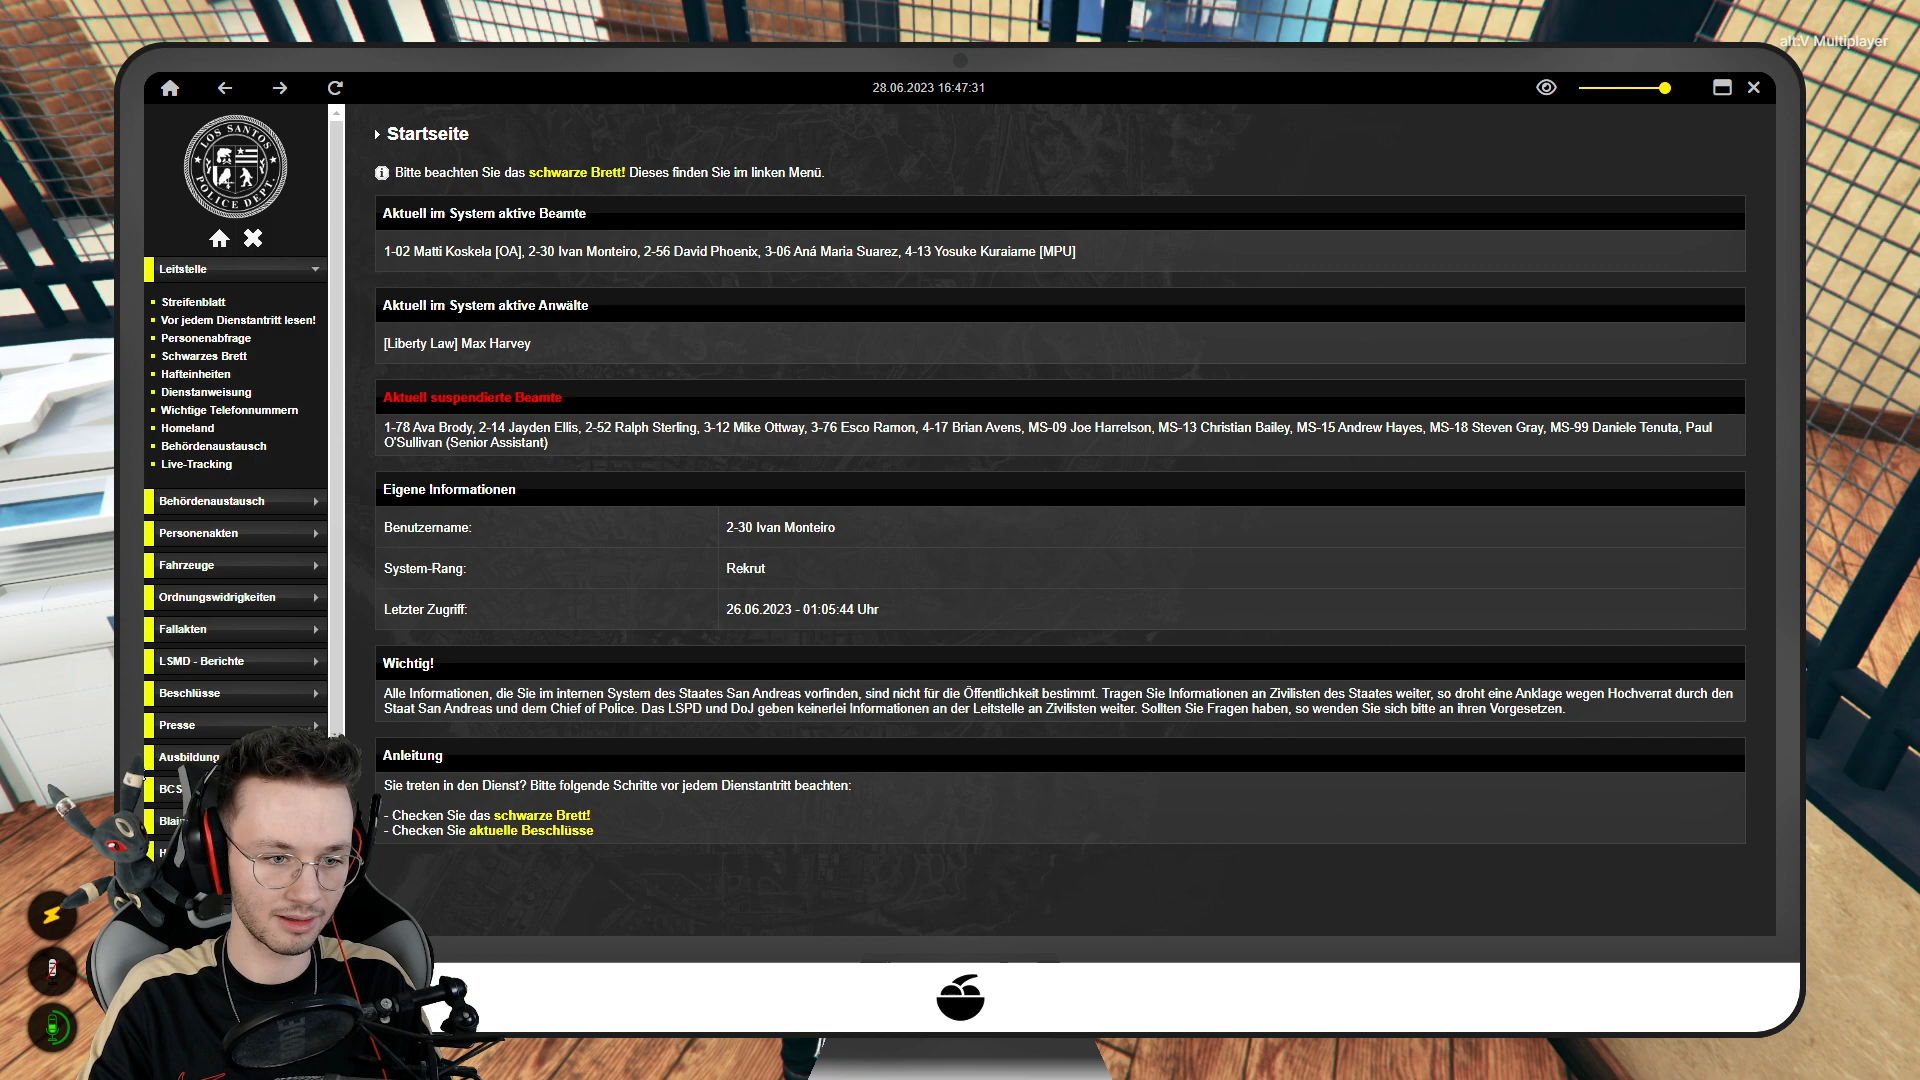 alt:V Multiplayer
28.06.2023 16:47:31
LOS SANTOS
POLICE DEPT.
Leitstelle
Streifenblatt
Vor jedem Dienstantritt lesen!
Personenabfrage
Schwarzes Brett
Hafteinheiten
Dienstanweisung
Wichtige Telefonnummern
Homeland
Behördenaustausch
Live-Tracking
Behördenaustausch
Personenakten
Fahrzeuge
Ordnungswidrigkeiten
Fallakten
LSMD - Berichte
Beschlüsse
Presse
Ausbildung
BCS
Blain
H
Startseite
Bitte beachten Sie das schwarze Brett! Dieses finden Sie im linken Menü.
Aktuell im System aktive Beamte
1-02 Matti Koskela [OA], 2-30 Ivan Monteiro, 2-56 David Phoenix, 3-06 Aná Maria Suarez, 4-13 Yosuke Kuraiame [MPU]
Aktuell im System aktive Anwälte
[Liberty Law] Max Harvey
Aktuell suspendierte Beamte
1-78 Ava Brody, 2-14 Jayden Ellis, 2-52 Ralph Sterling, 3-12 Mike Ottway, 3-76 Esco Ramon, 4-17 Brian Avens, MS-09 Joe Harrelson, MS-13 Christian Bailey, MS-15 Andrew Hayes, MS-18 Steven Gray, MS-99 Daniele Tenuta, Paul
O'Sullivan (Senior Assistant)
Eigene Informationen
Benutzername: 2-30 Ivan Monteiro
System-Rang: Rekrut
Letzter Zugriff: 26.06.2023 - 01:05:44 Uhr
Wichtig!
Alle Informationen, die Sie im internen System des Staates San Andreas vorfinden, sind nicht für die Öffentlichkeit bestimmt. Tragen Sie Informationen an Zivilisten des Staates weiter, so droht eine Anklage wegen Hochverrat durch den
Staat San Andreas und dem Chief of Police. Das LSPD und DoJ geben keinerlei Informationen an der Leitstelle an Zivilisten weiter. Sollten Sie Fragen haben, so wenden Sie sich bitte an ihren Vorgesetzen.
Anleitung
Sie treten in den Dienst? Bitte folgende Schritte vor jedem Dienstantritt beachten:
- Checken Sie das schwarze Brett!
- Checken Sie aktuelle Beschlüsse